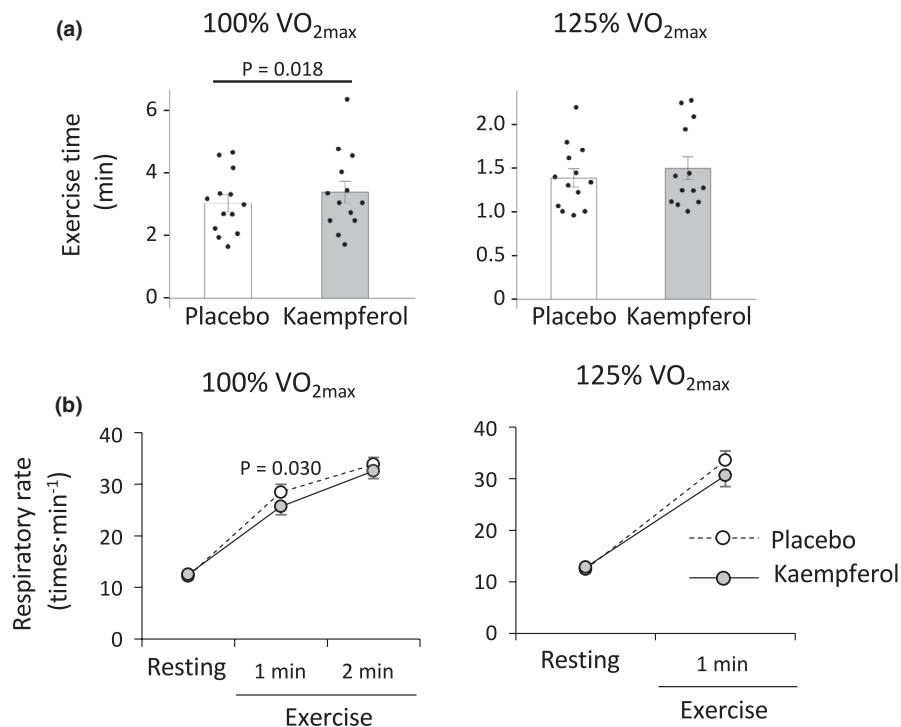 (a)
100% VO2max
125% VO2max
P = 0.018
Exercise time
(min)
6
4
2
0
Placebo Kaempferol
2.0
1.5
1.0
0.5
0
Placebo Kaempferol
(b)
100% VO2max
125% VO2max
Respiratory rate
(times·min-1)
40
30
20
10
0
P = 0.030
Resting
1 min
2 min
Exercise
40
30
20
10
0
Placebo
Kaempferol
Resting
1 min
Exercise